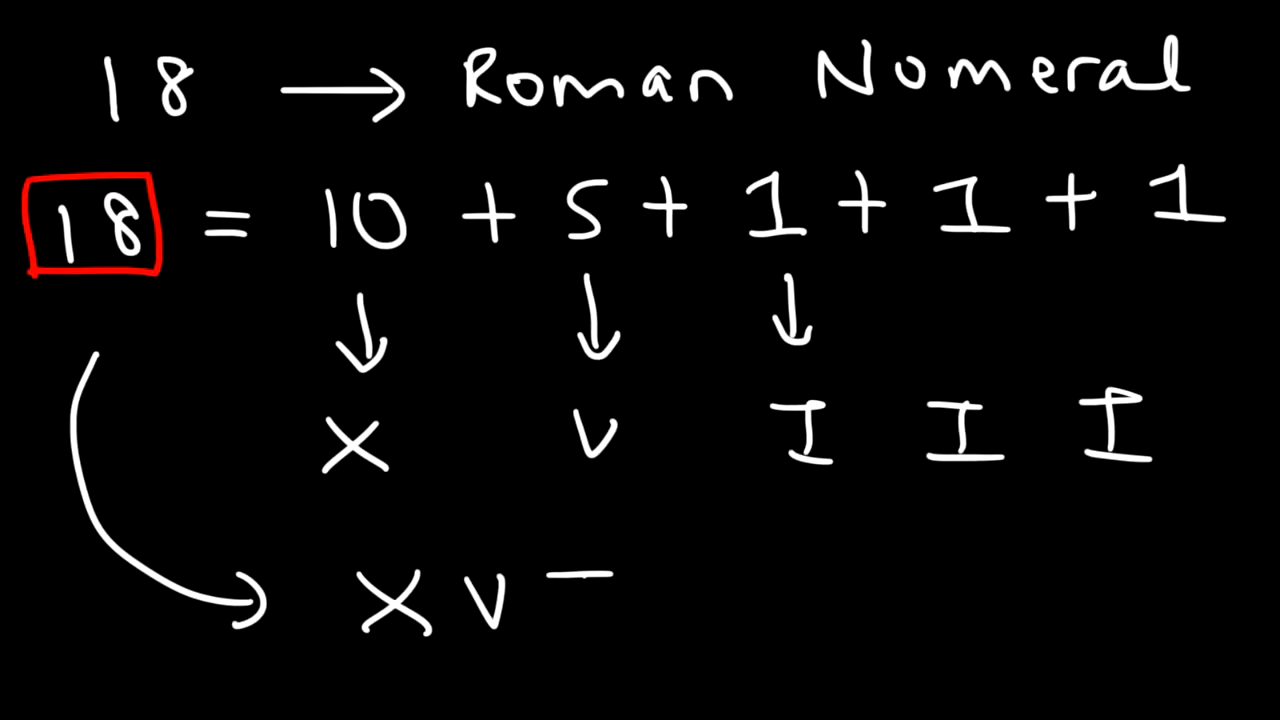 18 → Roman Nomeral
18 = 10 + 5 + 1 + 1 + 1
↓ ↓ ↓
X V I I I
X V